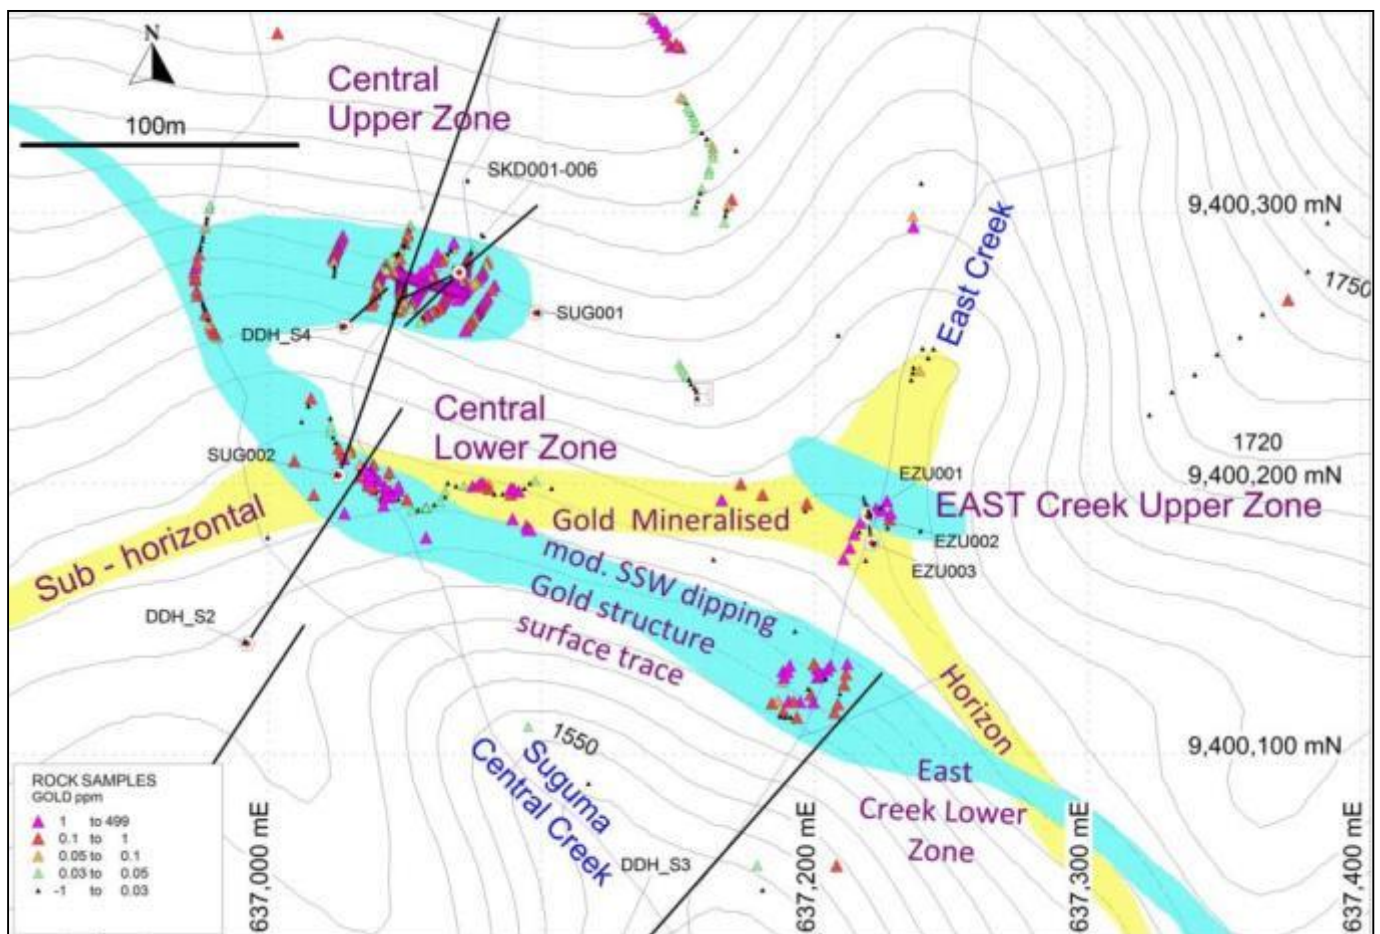 N
Central
Upper Zone
100m
SKD001-006
9,400,300 mN
East Creek
1750
SUG001
DDH_S4
Central
Lower Zone
1720
SUG002
9,400,200 mN
EZU001
EAST Creek Upper Zone
Gold Mineralised
Sub - horizontal
EZU002
mod. SSW dipping
EZU003
Gold structure
DDH_S2
surface trace
Horizon
1550
Suguma
Central Creek
9,400,100 mN
East
Creek Lower
Zone
DDH_S3
ROCK SAMPLES
GOLD ppm
1 to 499
0.1 to 1
0.05 to 0.1
0.03 to 0.05
-1 to 0.03
637,000 mE
637,200 mE
637,300 mE
637,400 mE